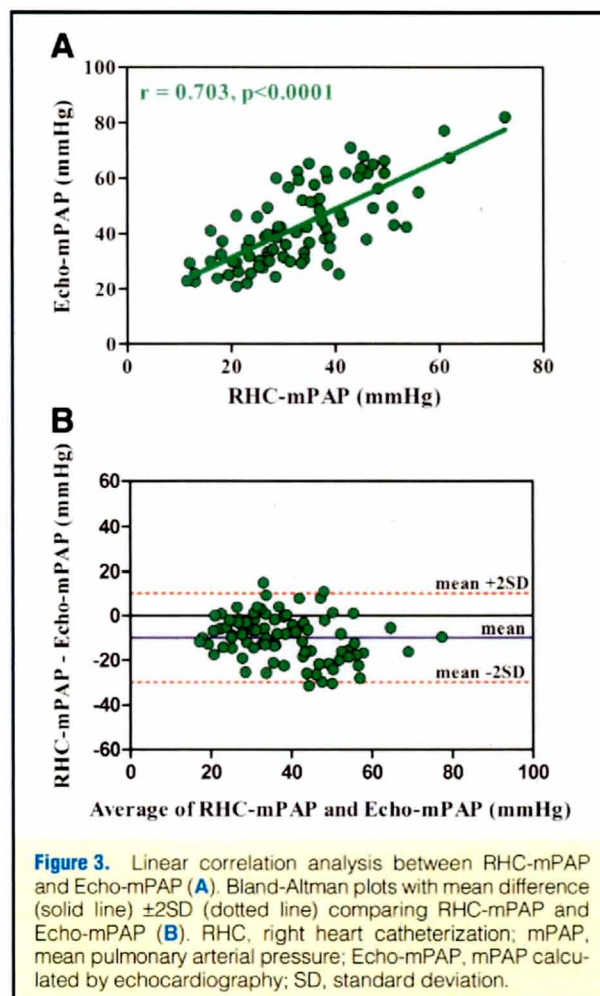 A
r = 0.703, p<0.0001
Echo-mPAP (mmHg)
100
80
60
40
20
0
0 20 40 60 80
RHC-mPAP (mmHg)
B
RHC-mPAP - Echo-mPAP (mmHg)
60
40
20
0
-20
-40
-60
mean +2SD
mean
mean -2SD
0 20 40 60 80 100
Average of RHC-mPAP and Echo-mPAP (mmHg)
Figure 3. Linear correlation analysis between RHC-mPAP
and Echo-mPAP (A). Bland-Altman plots with mean difference
(solid line) ±2SD (dotted line) comparing RHC-mPAP and
Echo-mPAP (B). RHC, right heart catheterization; mPAP,
mean pulmonary arterial pressure; Echo-mPAP, mPAP calcu-
lated by echocardiography; SD, standard deviation.